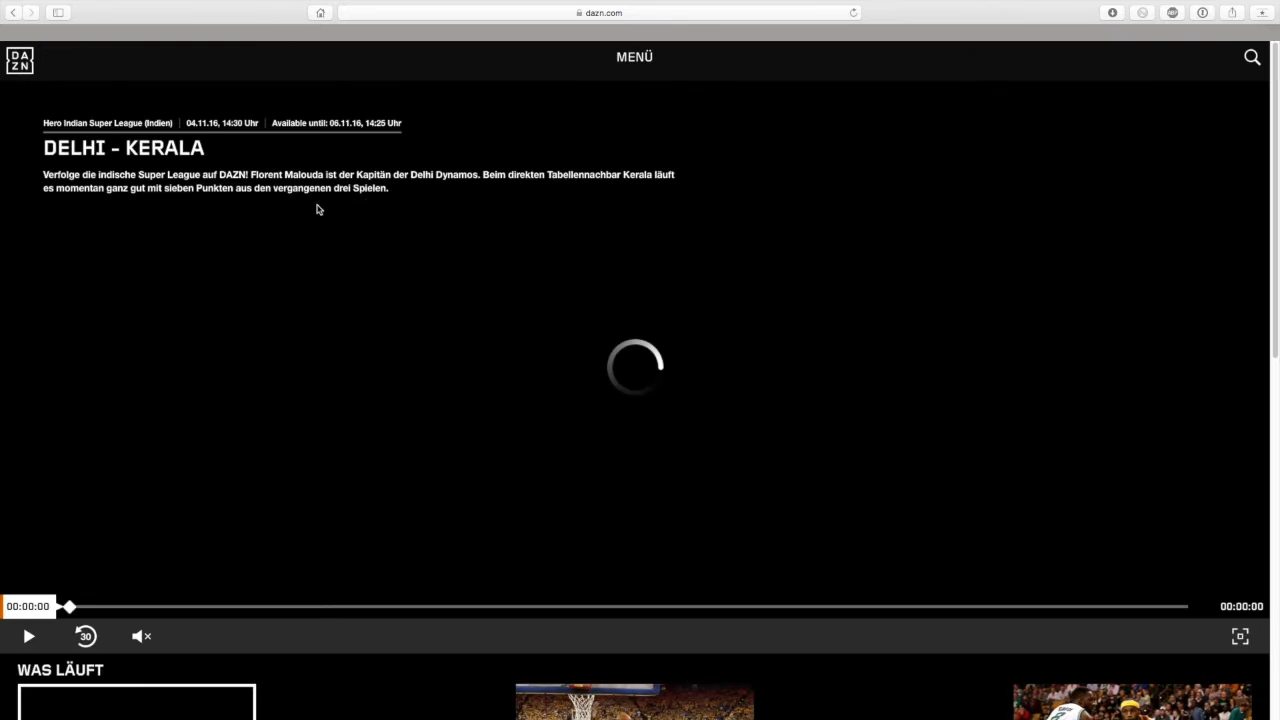 dazn.com
ABP
DA
ZN
MENÜ
Hero Indian Super League (Indien) | 04.11.16, 14:30 Uhr | Available until: 06.11.16, 14:25 Uhr
DELHI - KERALA
Verfolge die indische Super League auf DAZN! Florent Malouda ist der Kapitän der Delhi Dynamos. Beim direkten Tabellennachbar Kerala läuft
es momentan ganz gut mit sieben Punkten aus den vergangenen drei Spielen.
00:00:00
00:00:00
30
WAS LÄUFT